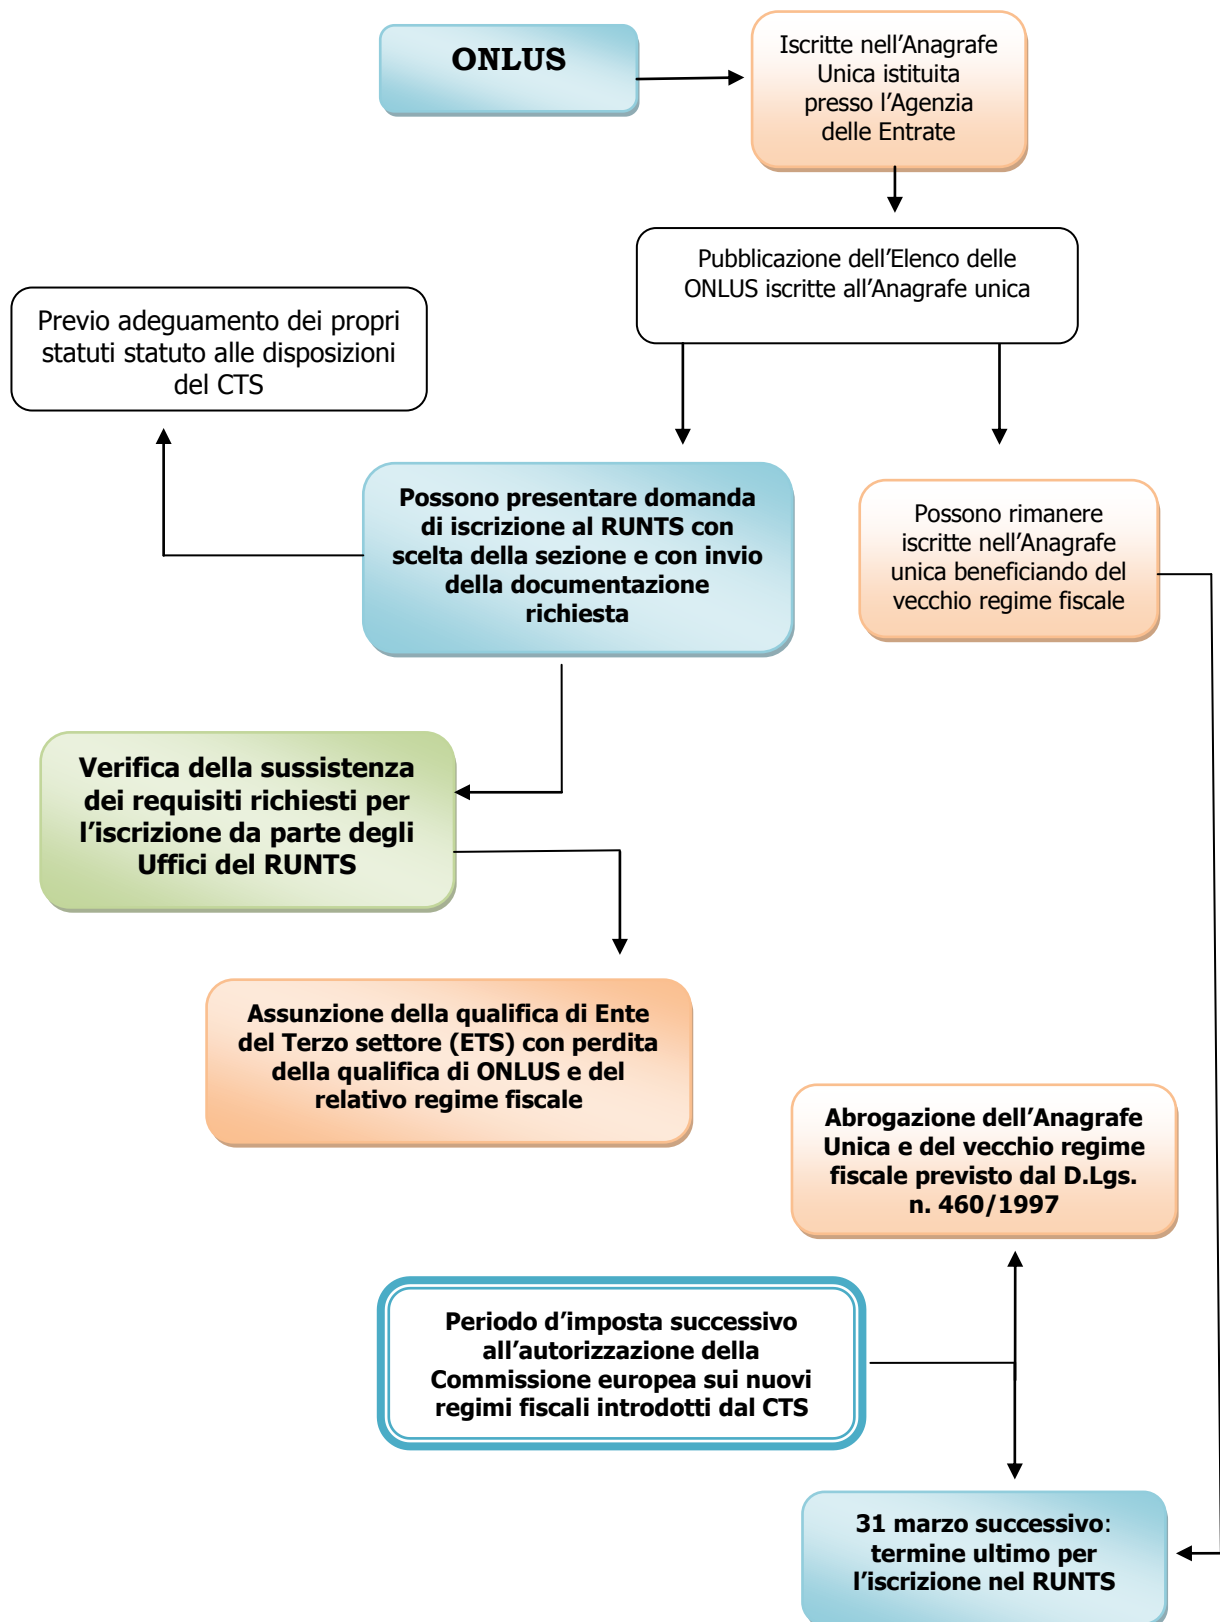 ONLUS
Iscritte nell’Anagrafe
Unica istituita
presso l’Agenzia
delle Entrate
Pubblicazione dell’Elenco delle
ONLUS iscritte all’Anagrafe unica
Previo adeguamento dei propri
statuti statuto alle disposizioni
del CTS
Possono presentare domanda
di iscrizione al RUNTS con
scelta della sezione e con invio
della documentazione
richiesta
Possono rimanere
iscritte nell’Anagrafe
unica beneficiando del
vecchio regime fiscale
Verifica della sussistenza
dei requisiti richiesti per
l’iscrizione da parte degli
Uffici del RUNTS
Assunzione della qualifica di Ente
del Terzo settore (ETS) con perdita
della qualifica di ONLUS e del
relativo regime fiscale
Abrogazione dell’Anagrafe
Unica e del vecchio regime
fiscale previsto dal D.Lgs.
n. 460/1997
Periodo d’imposta successivo
all’autorizzazione della
Commissione europea sui nuovi
regimi fiscali introdotti dal CTS
31 marzo successivo:
termine ultimo per
l’iscrizione nel RUNTS